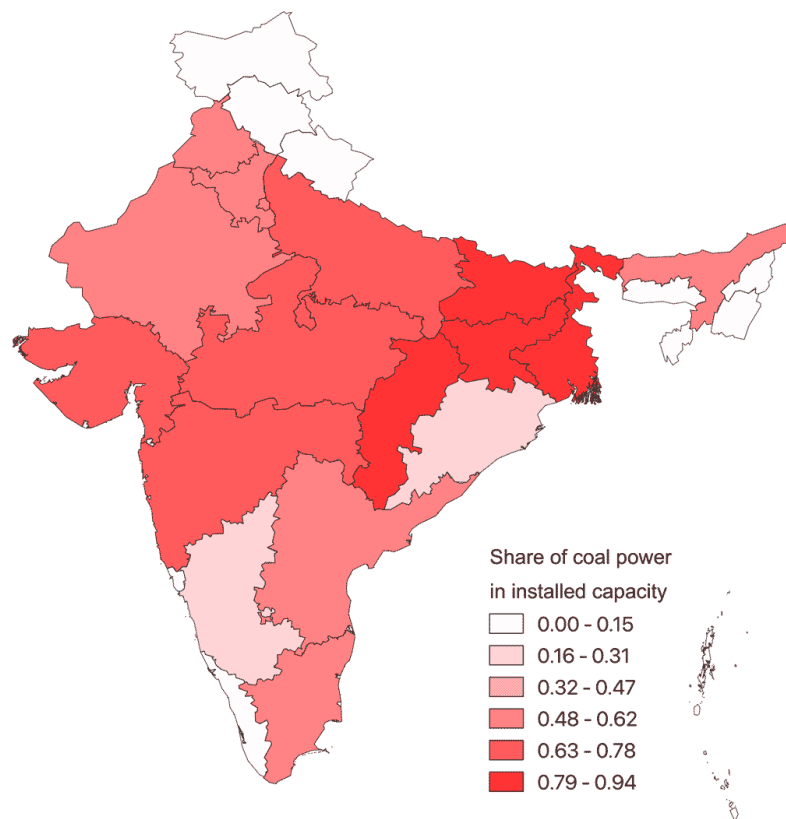 Share of coal power
in installed capacity
0.00 - 0.15
0.16 - 0.31
0.32 - 0.47
0.48 - 0.62
0.63 - 0.78
0.79 - 0.94